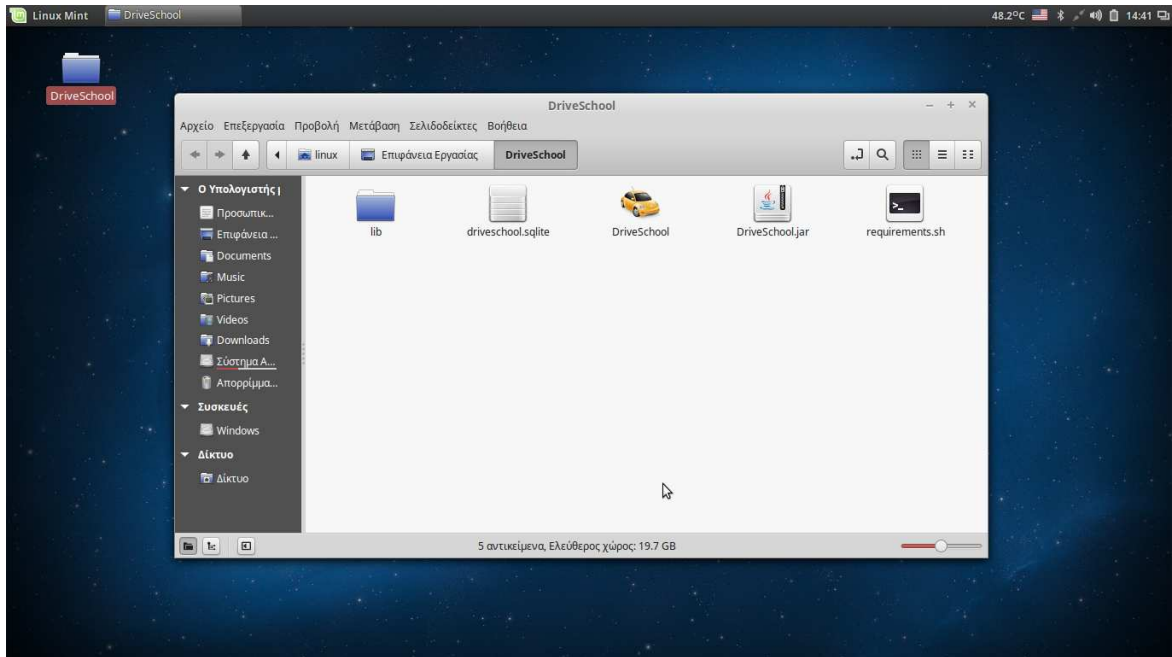 Linux Mint DriveSchool 48.2°C 14:41
DriveSchool
DriveSchool
Αρχείο Επεξεργασία Προβολή Μετάβαση Σελιδοδείκτες Βοήθεια
linux Επιφάνεια Εργασίας DriveSchool
Ο Υπολογιστής μ
Προσωπικ...
Επιφάνεια ...
Documents
Music
Pictures
Videos
Downloads
Σύστημα Α...
Απορρίμμα...
Συσκευές
Windows
Δίκτυο
Δίκτυο
lib driveschool.sqlite DriveSchool DriveSchool.jar requirements.sh
5 αντικείμενα, Ελεύθερος χώρος: 19.7 GB